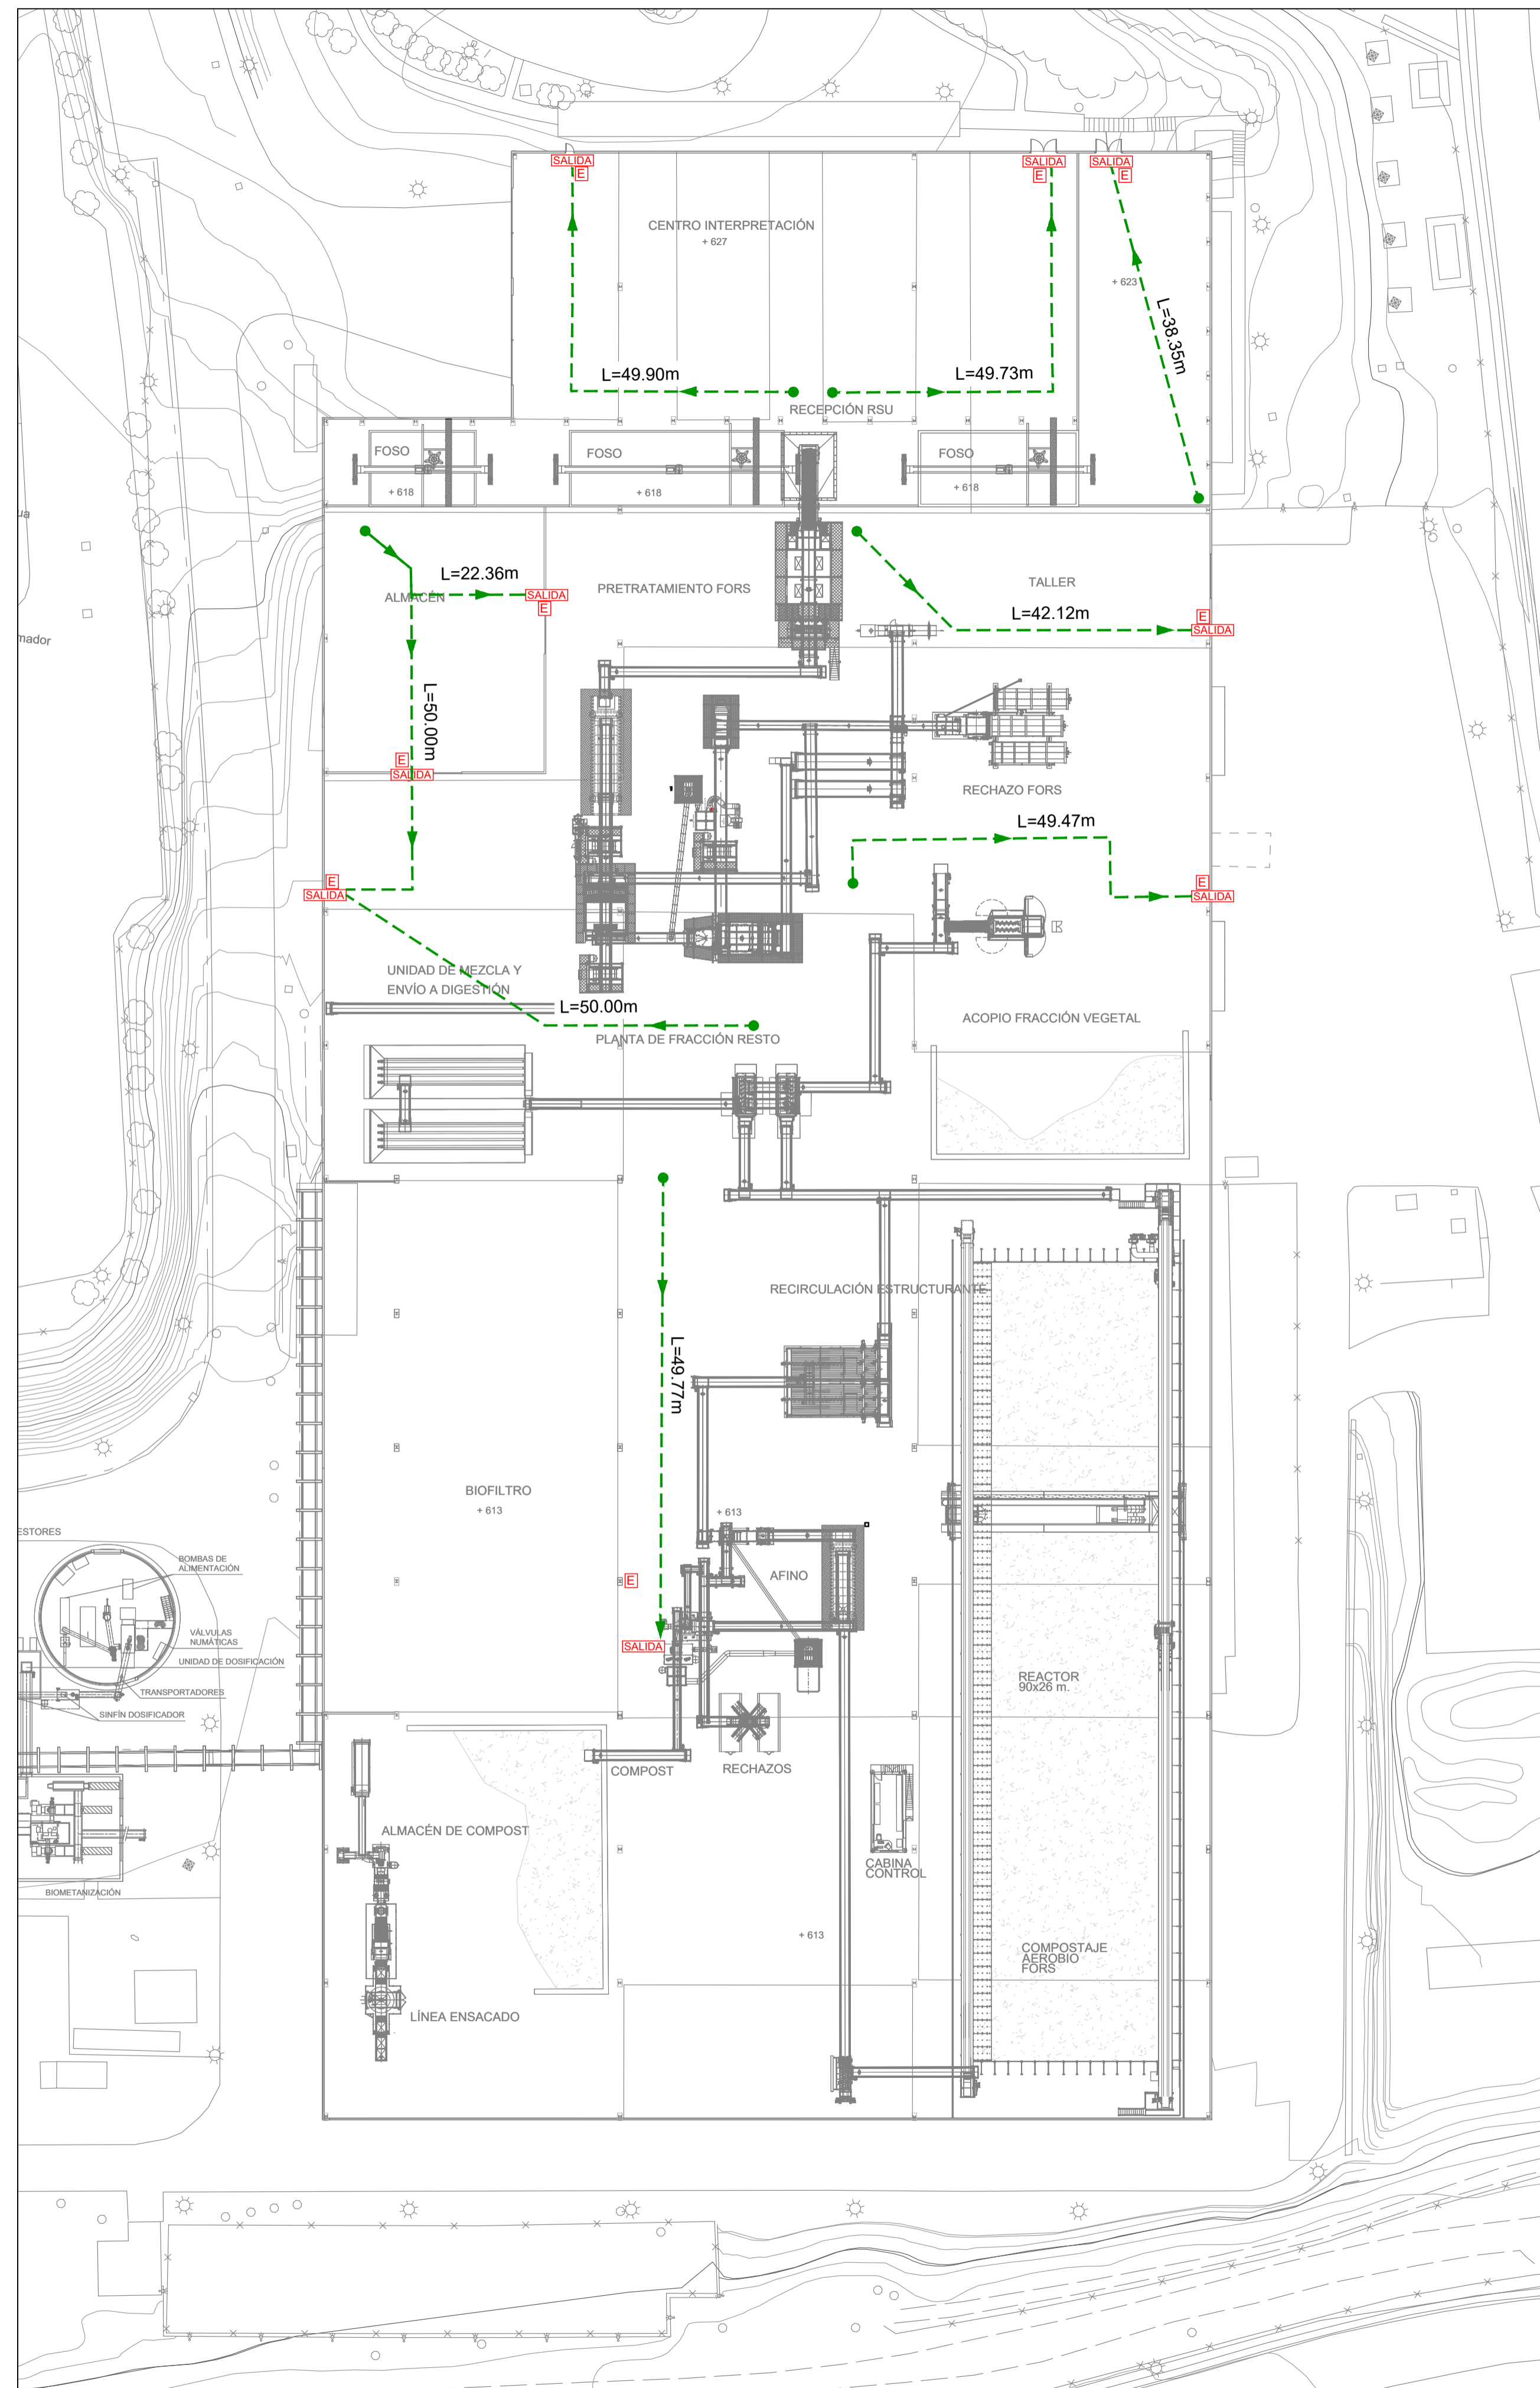 SALIDA
E
SALIDA
E
SALIDA
E
CENTRO INTERPRETACIÓN
+ 627
+ 623
L=38.35m
L=49.90m
L=49.73m
RECEPCIÓN RSU
FOSO
FOSO
FOSO
+ 618
+ 618
+ 618
L=22.36m
ALMACÉN
SALIDA
E
PRETRATAMIENTO FORS
TALLER
L=42.12m
E
SALIDA
mador
L=50.00m
E
SALIDA
RECHAZO FORS
L=49.47m
E
SALIDA
E
SALIDA
UNIDAD DE MEZCLA Y
ENVÍO A DIGESTIÓN
L=50.00m
PLANTA DE FRACCIÓN RESTO
ACOPIO FRACCIÓN VEGETAL
RECIRCULACIÓN ESTRUCTURANTE
L=49.77m
BIOFILTRO
+ 613
+ 613
ESTORES
BOMBAS DE
ALIMENTACIÓN
E
AFINO
VÁLVULAS
NUMÁTICAS
SALIDA
UNIDAD DE DOSIFICACIÓN
REACTOR
90x26 m.
TRANSPORTADORES
SINFÍN DOSIFICADOR
COMPOST
RECHAZOS
ALMACÉN DE COMPOST
CABINA
CONTROL
BIOMETANIZACIÓN
+ 613
COMPOSTAJE
AEROBIO
FORS
LÍNEA ENSACADO